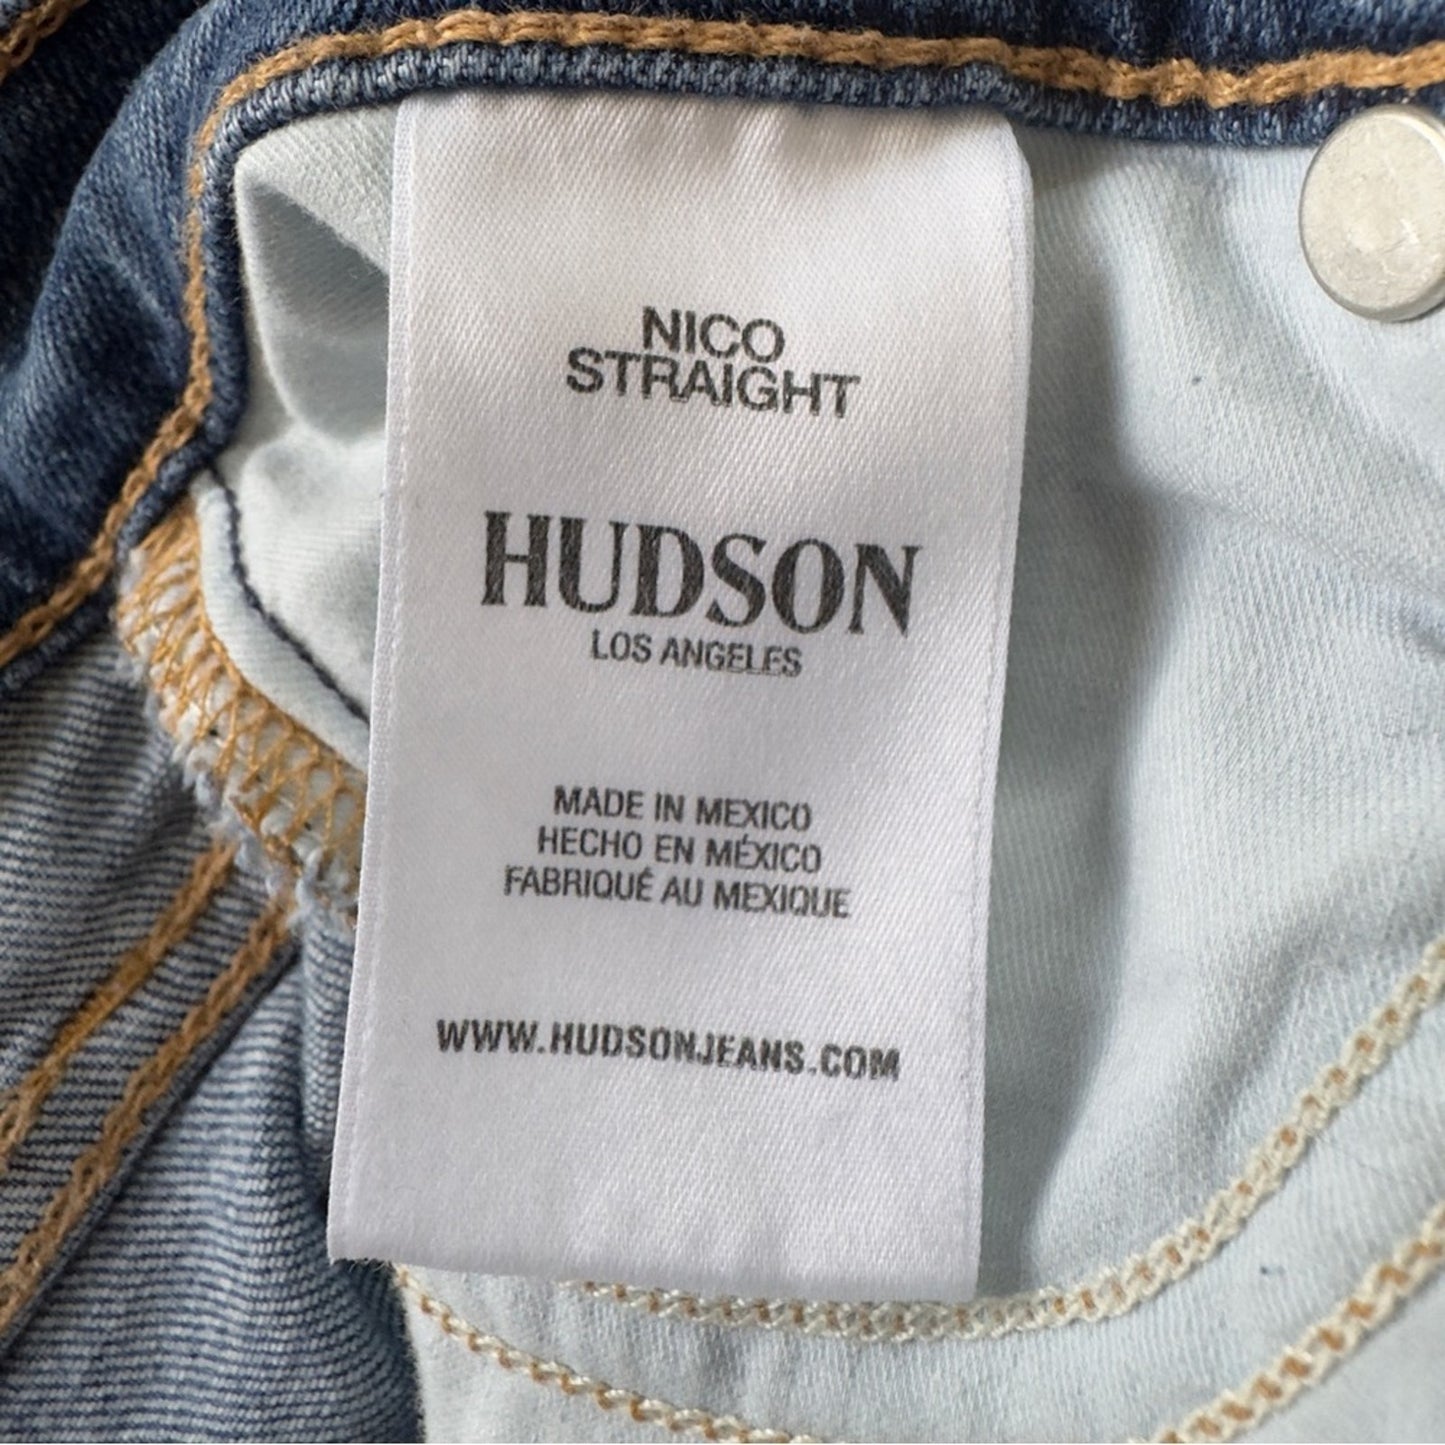 NICO
STRAIGHT
HUDSON
LOS ANGELES
MADE IN MEXICO
HECHO EN MÉXICO
FABRIQUÉ AU MEXIQUE
WWW.HUDSONJEANS.COM